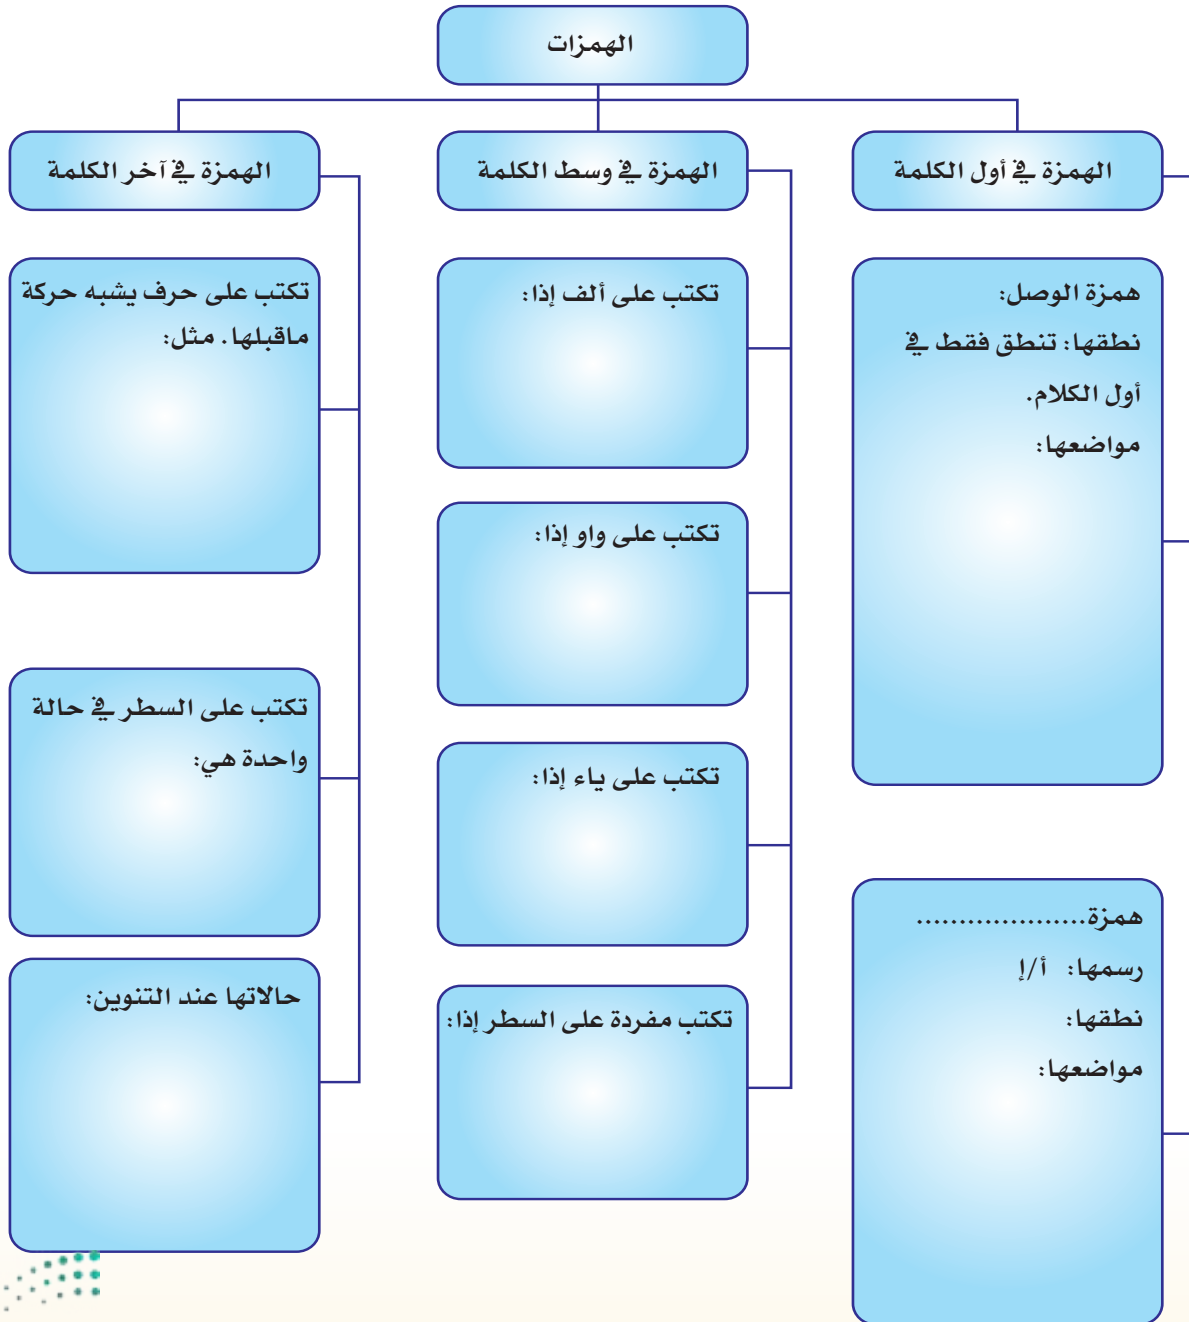 الهمزات
الهمزة في أول الكلمة
همزة الوصل:
نطقها: تنطق فقط في
أول الكلام.
مواضعها:
همزة....................
رسمها: أ/إ
نطقها:
مواضعها:
الهمزة في وسط الكلمة
تكتب على ألف إذا:
تكتب على واو إذا:
تكتب على ياء إذا:
تكتب مفردة على السطر إذا:
الهمزة في آخر الكلمة
تكتب على حرف يشبه حركة
ماقبلها. مثل:
تكتب على السطر في حالة
واحدة هي:
حالاتها عند التنوين: